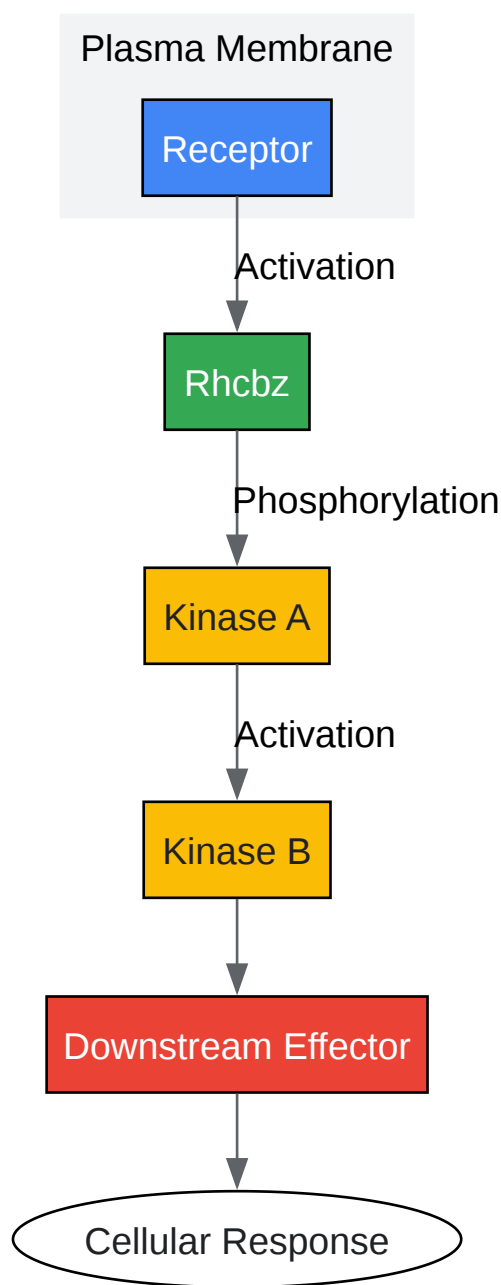 Plasma Membrane
Receptor
Activation
Rhcbz
Phosphorylation
Kinase A
Activation
Kinase B
Downstream Effector
Cellular Response